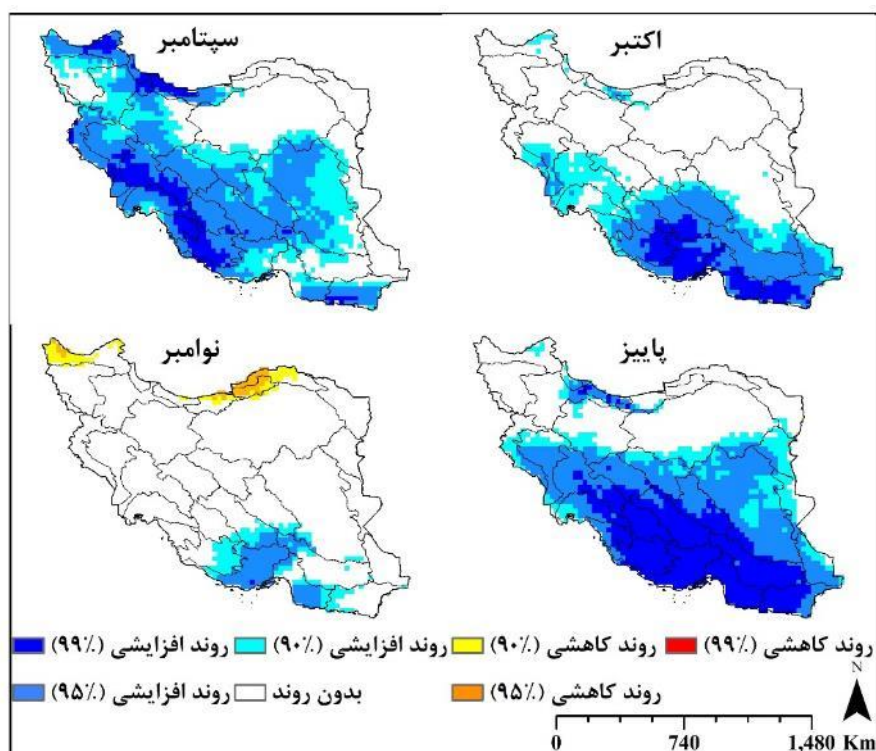 سپتامبر
اکتبر
نوامبر
پاییز
روند افزایشی (۹۹٪) روند افزایشی (۹۰٪) روند کاهشی (۹۰٪) روند کاهشی (۹۹٪)
روند افزایشی (۹۵٪) بدون روند روند کاهشی (۹۵٪)
N
0 740 1,480 Km